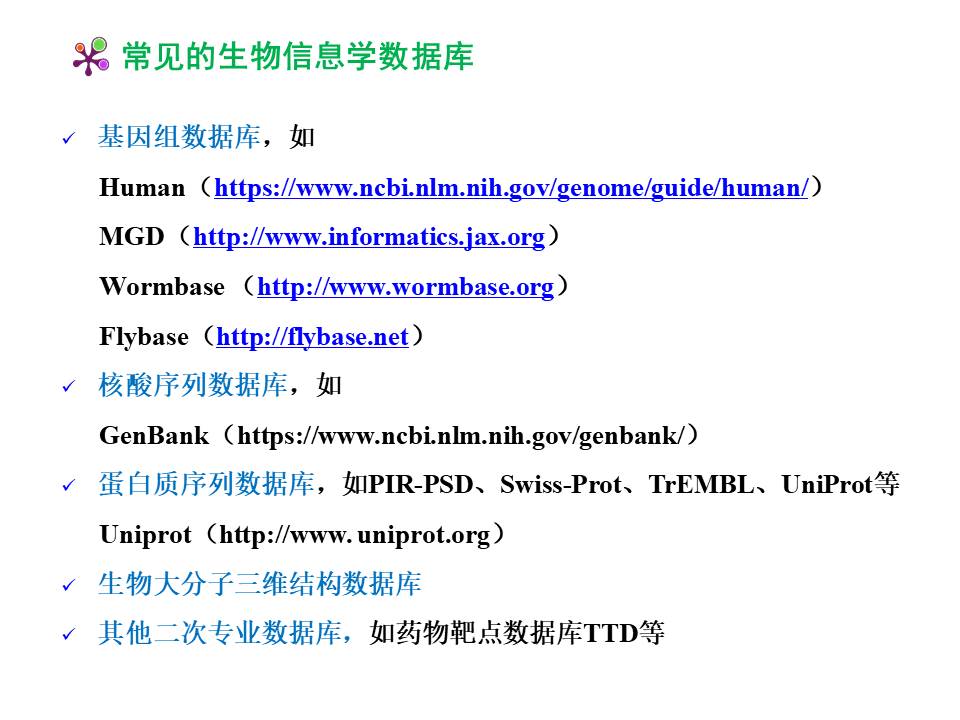 常见的生物信息学数据库
✓ 基因组数据库，如
Human（https://www.ncbi.nlm.nih.gov/genome/guide/human/）
MGD（http://www.informatics.jax.org）
Wormbase （http://www.wormbase.org）
Flybase（http://flybase.net）
✓ 核酸序列数据库，如
GenBank（https://www.ncbi.nlm.nih.gov/genbank/）
✓ 蛋白质序列数据库，如PIR-PSD、Swiss-Prot、TrEMBL、UniProt等
Uniprot（http://www. uniprot.org）
✓ 生物大分子三维结构数据库
✓ 其他二次专业数据库，如药物靶点数据库TTD等